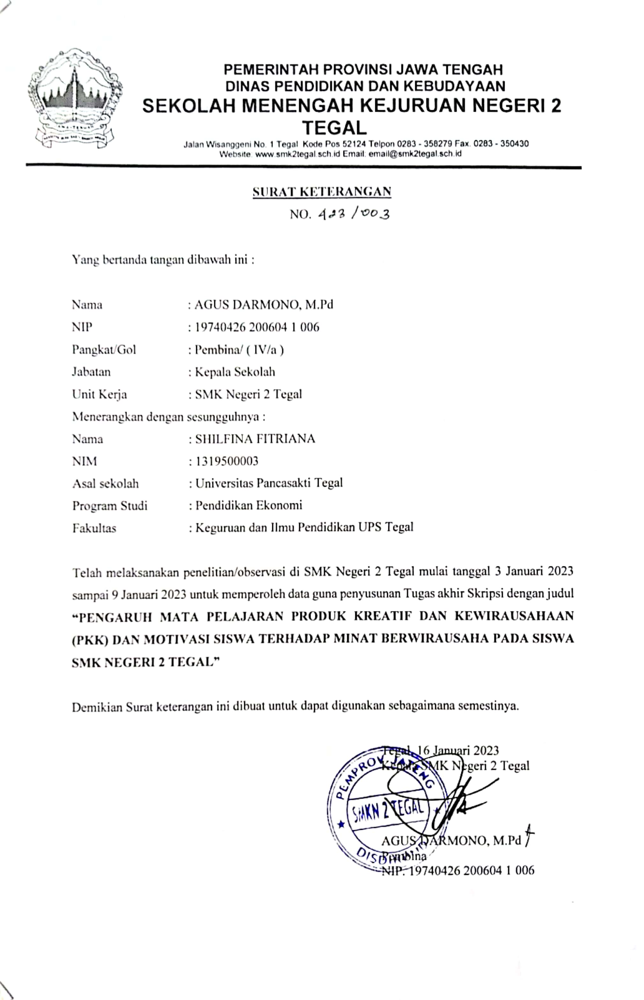 PEMERINTAH PROVINSI JAWA TENGAH
DINAS PENDIDIKAN DAN KEBUDAYAAN
SEKOLAH MENENGAH KEJURUAN NEGERI 2
TEGAL
Jalan Wisanggeni No. 1 Tegal Kode Pos 52124 Telpon 0283 - 358279 Fax. 0283 - 350430
Website: www.smk2tegal.sch.id Email: email@smk2tegal.sch.id
JAWA-TENGAH
SURAT KETERANGAN
NO. 423 /003
Yang bertanda tangan dibawah ini :
Nama : AGUS DARMONO, M.Pd
NIP : 19740426 200604 1 006
Pangkat/Gol : Pembina/ ( IV/a )
Jabatan : Kepala Sekolah
Unit Kerja : SMK Negeri 2 Tegal
Menerangkan dengan sesungguhnya :
Nama : SHILFINA FITRIANA
NIM : 1319500003
Asal sekolah : Universitas Pancasakti Tegal
Program Studi : Pendidikan Ekonomi
Fakultas : Keguruan dan Ilmu Pendidikan UPS Tegal
Telah melaksanakan penelitian/observasi di SMK Negeri 2 Tegal mulai tanggal 3 Januari 2023
sampai 9 Januari 2023 untuk memperoleh data guna penyusunan Tugas akhir Skripsi dengan judul
“PENGARUH MATA PELAJARAN PRODUK KREATIF DAN KEWIRAUSAHAAN
(PKK) DAN MOTIVASI SISWA TERHADAP MINAT BERWIRAUSAHA PADA SISWA
SMK NEGERI 2 TEGAL”
Demikian Surat keterangan ini dibuat untuk dapat digunakan sebagaimana semestinya.
Tegal, 16 Januari 2023
Kepala SMK Negeri 2 Tegal
PEMPROV JATENG
SMKN 2 TEGAL
AGUS DARMONO, M.Pd
Pembina
NIP. 19740426 200604 1 006